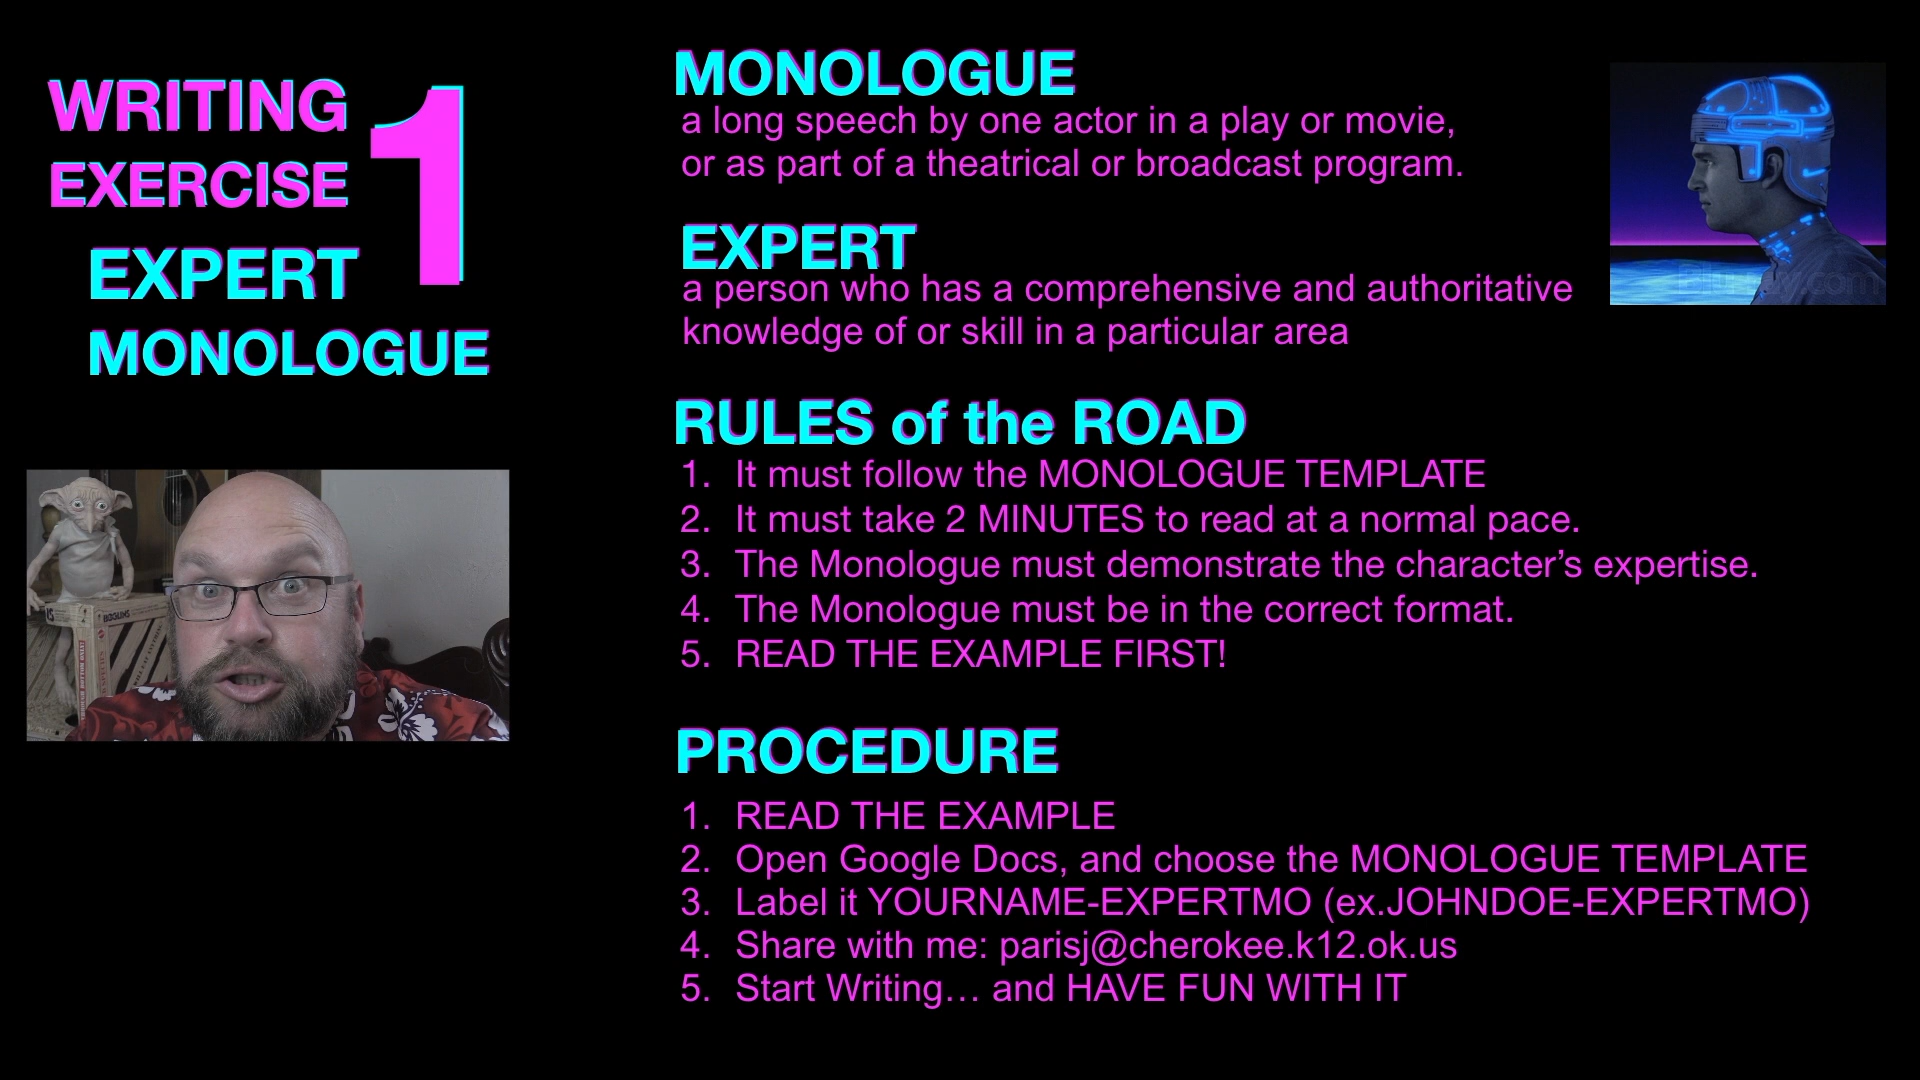 WRITING
EXERCISE
1
EXPERT
MONOLOGUE
MONOLOGUE
a long speech by one actor in a play or movie,
or as part of a theatrical or broadcast program.
EXPERT
a person who has a comprehensive and authoritative
knowledge of or skill in a particular area
RULES of the ROAD
1. It must follow the MONOLOGUE TEMPLATE
2. It must take 2 MINUTES to read at a normal pace.
3. The Monologue must demonstrate the character’s expertise.
4. The Monologue must be in the correct format.
5. READ THE EXAMPLE FIRST!
PROCEDURE
1. READ THE EXAMPLE
2. Open Google Docs, and choose the MONOLOGUE TEMPLATE
3. Label it YOURNAME-EXPERTMO (ex.JOHNDOE-EXPERTMO)
4. Share with me: parisj@cherokee.k12.ok.us
5. Start Writing… and HAVE FUN WITH IT